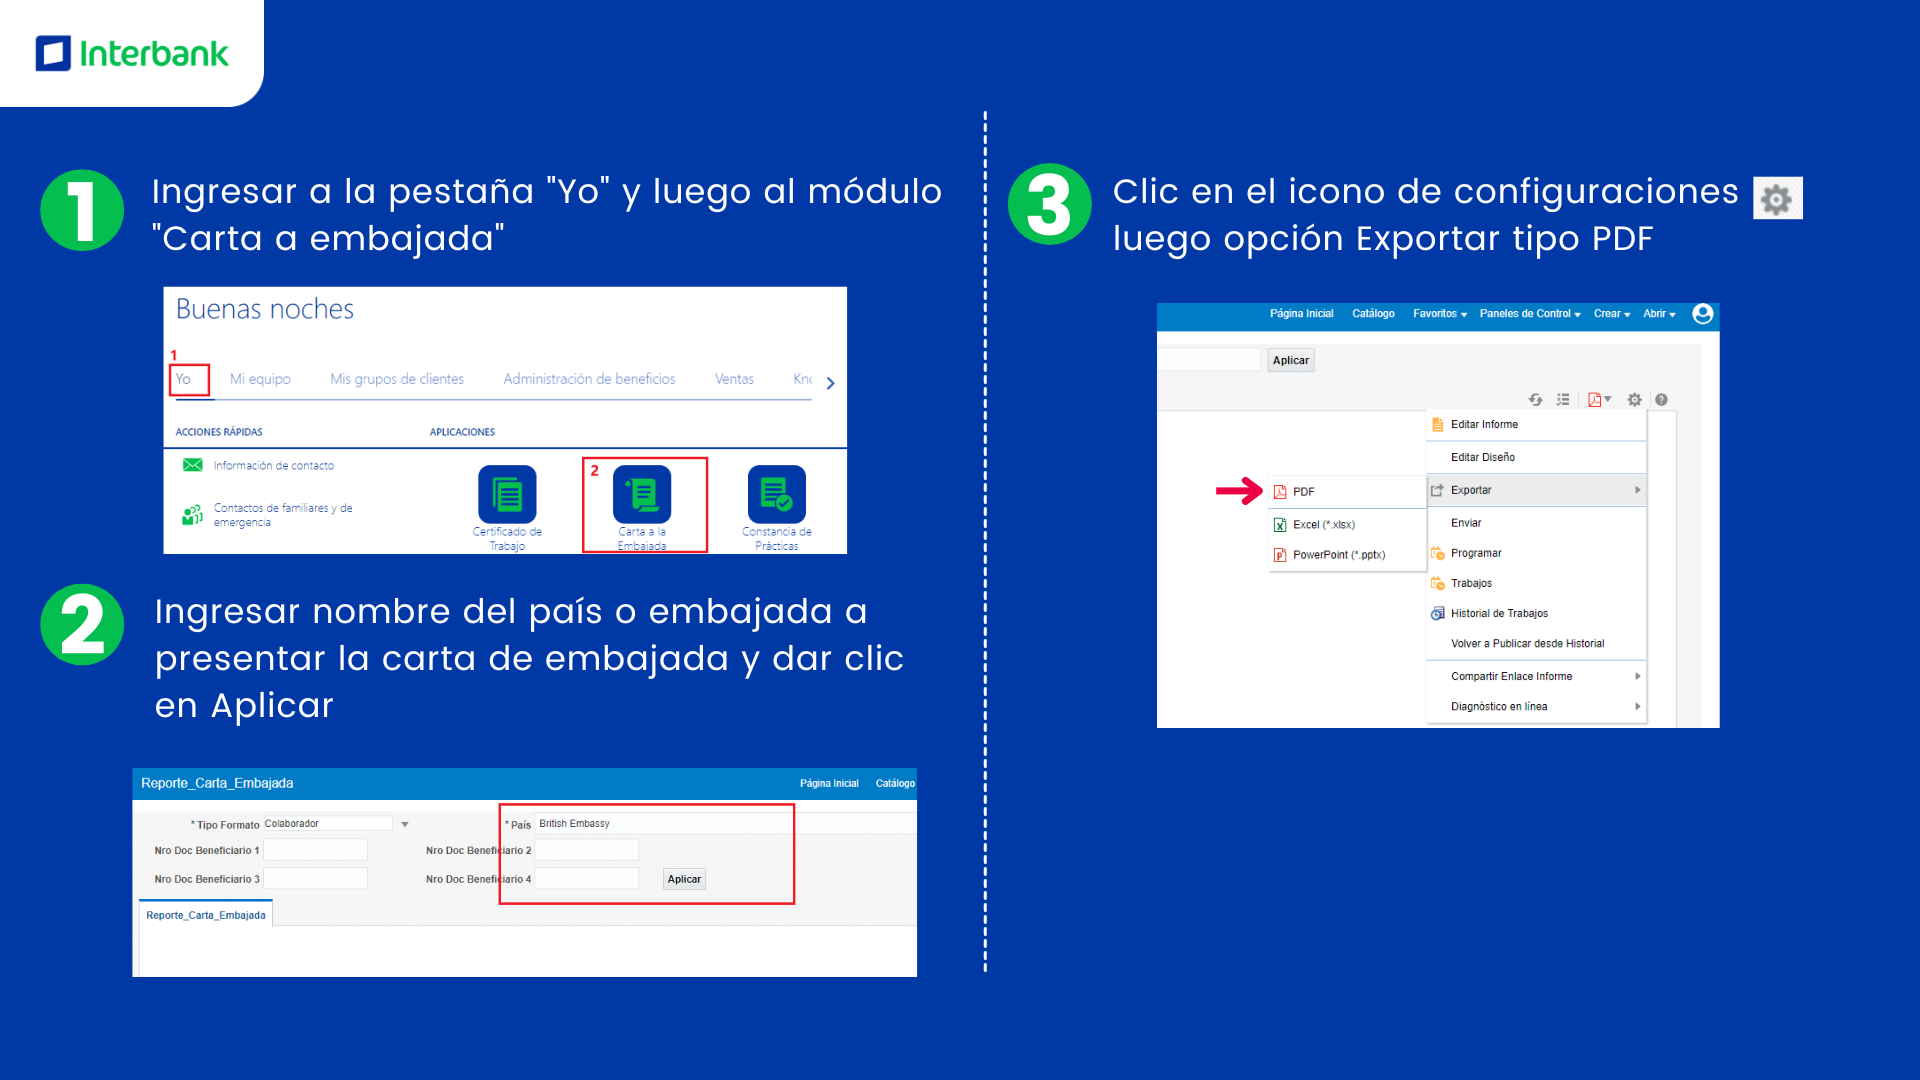 Interbank
1
Ingresar a la pestaña "Yo" y luego al módulo
"Carta a embajada"
Buenas noches
1
Yo
Mi equipo
Mis grupos de clientes
Administración de beneficios
Ventas
ACCIONES RÁPIDAS
APLICACIONES
Información de contacto
Contactos de familiares y de
emergencia
Certificado de
Trabajo
2
Carta a la
Embajada
Constancia de
Prácticas
2
Ingresar nombre del país o embajada a
presentar la carta de embajada y dar clic
en Aplicar
Reporte_Carta_Embajada
Página Inicial
Catálogo
* Tipo Formato
Colaborador
* País
British Embassy
Nro Doc Beneficiario 1
Nro Doc Beneficiario 2
Nro Doc Beneficiario 3
Nro Doc Beneficiario 4
Aplicar
Reporte_Carta_Embajada
3
Clic en el icono de configuraciones
luego opción Exportar tipo PDF
Página Inicial
Catálogo
Favoritos
Paneles de Control
Crear
Abrir
Aplicar
Editar Informe
Editar Diseño
Exportar
PDF
Excel (*.xlsx)
PowerPoint (*.pptx)
Enviar
Programar
Trabajos
Historial de Trabajos
Volver a Publicar desde Historial
Compartir Enlace Informe
Diagnóstico en línea